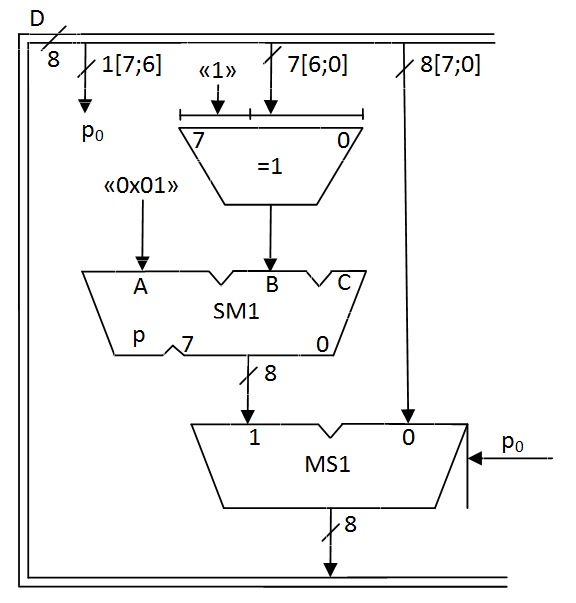 D
8
1[7;6]
«1»
7[6;0]
8[7;0]
p₀
7
0
=1
«0x01»
A
B
C
SM1
p
7
0
8
1
0
p₀
MS1
8